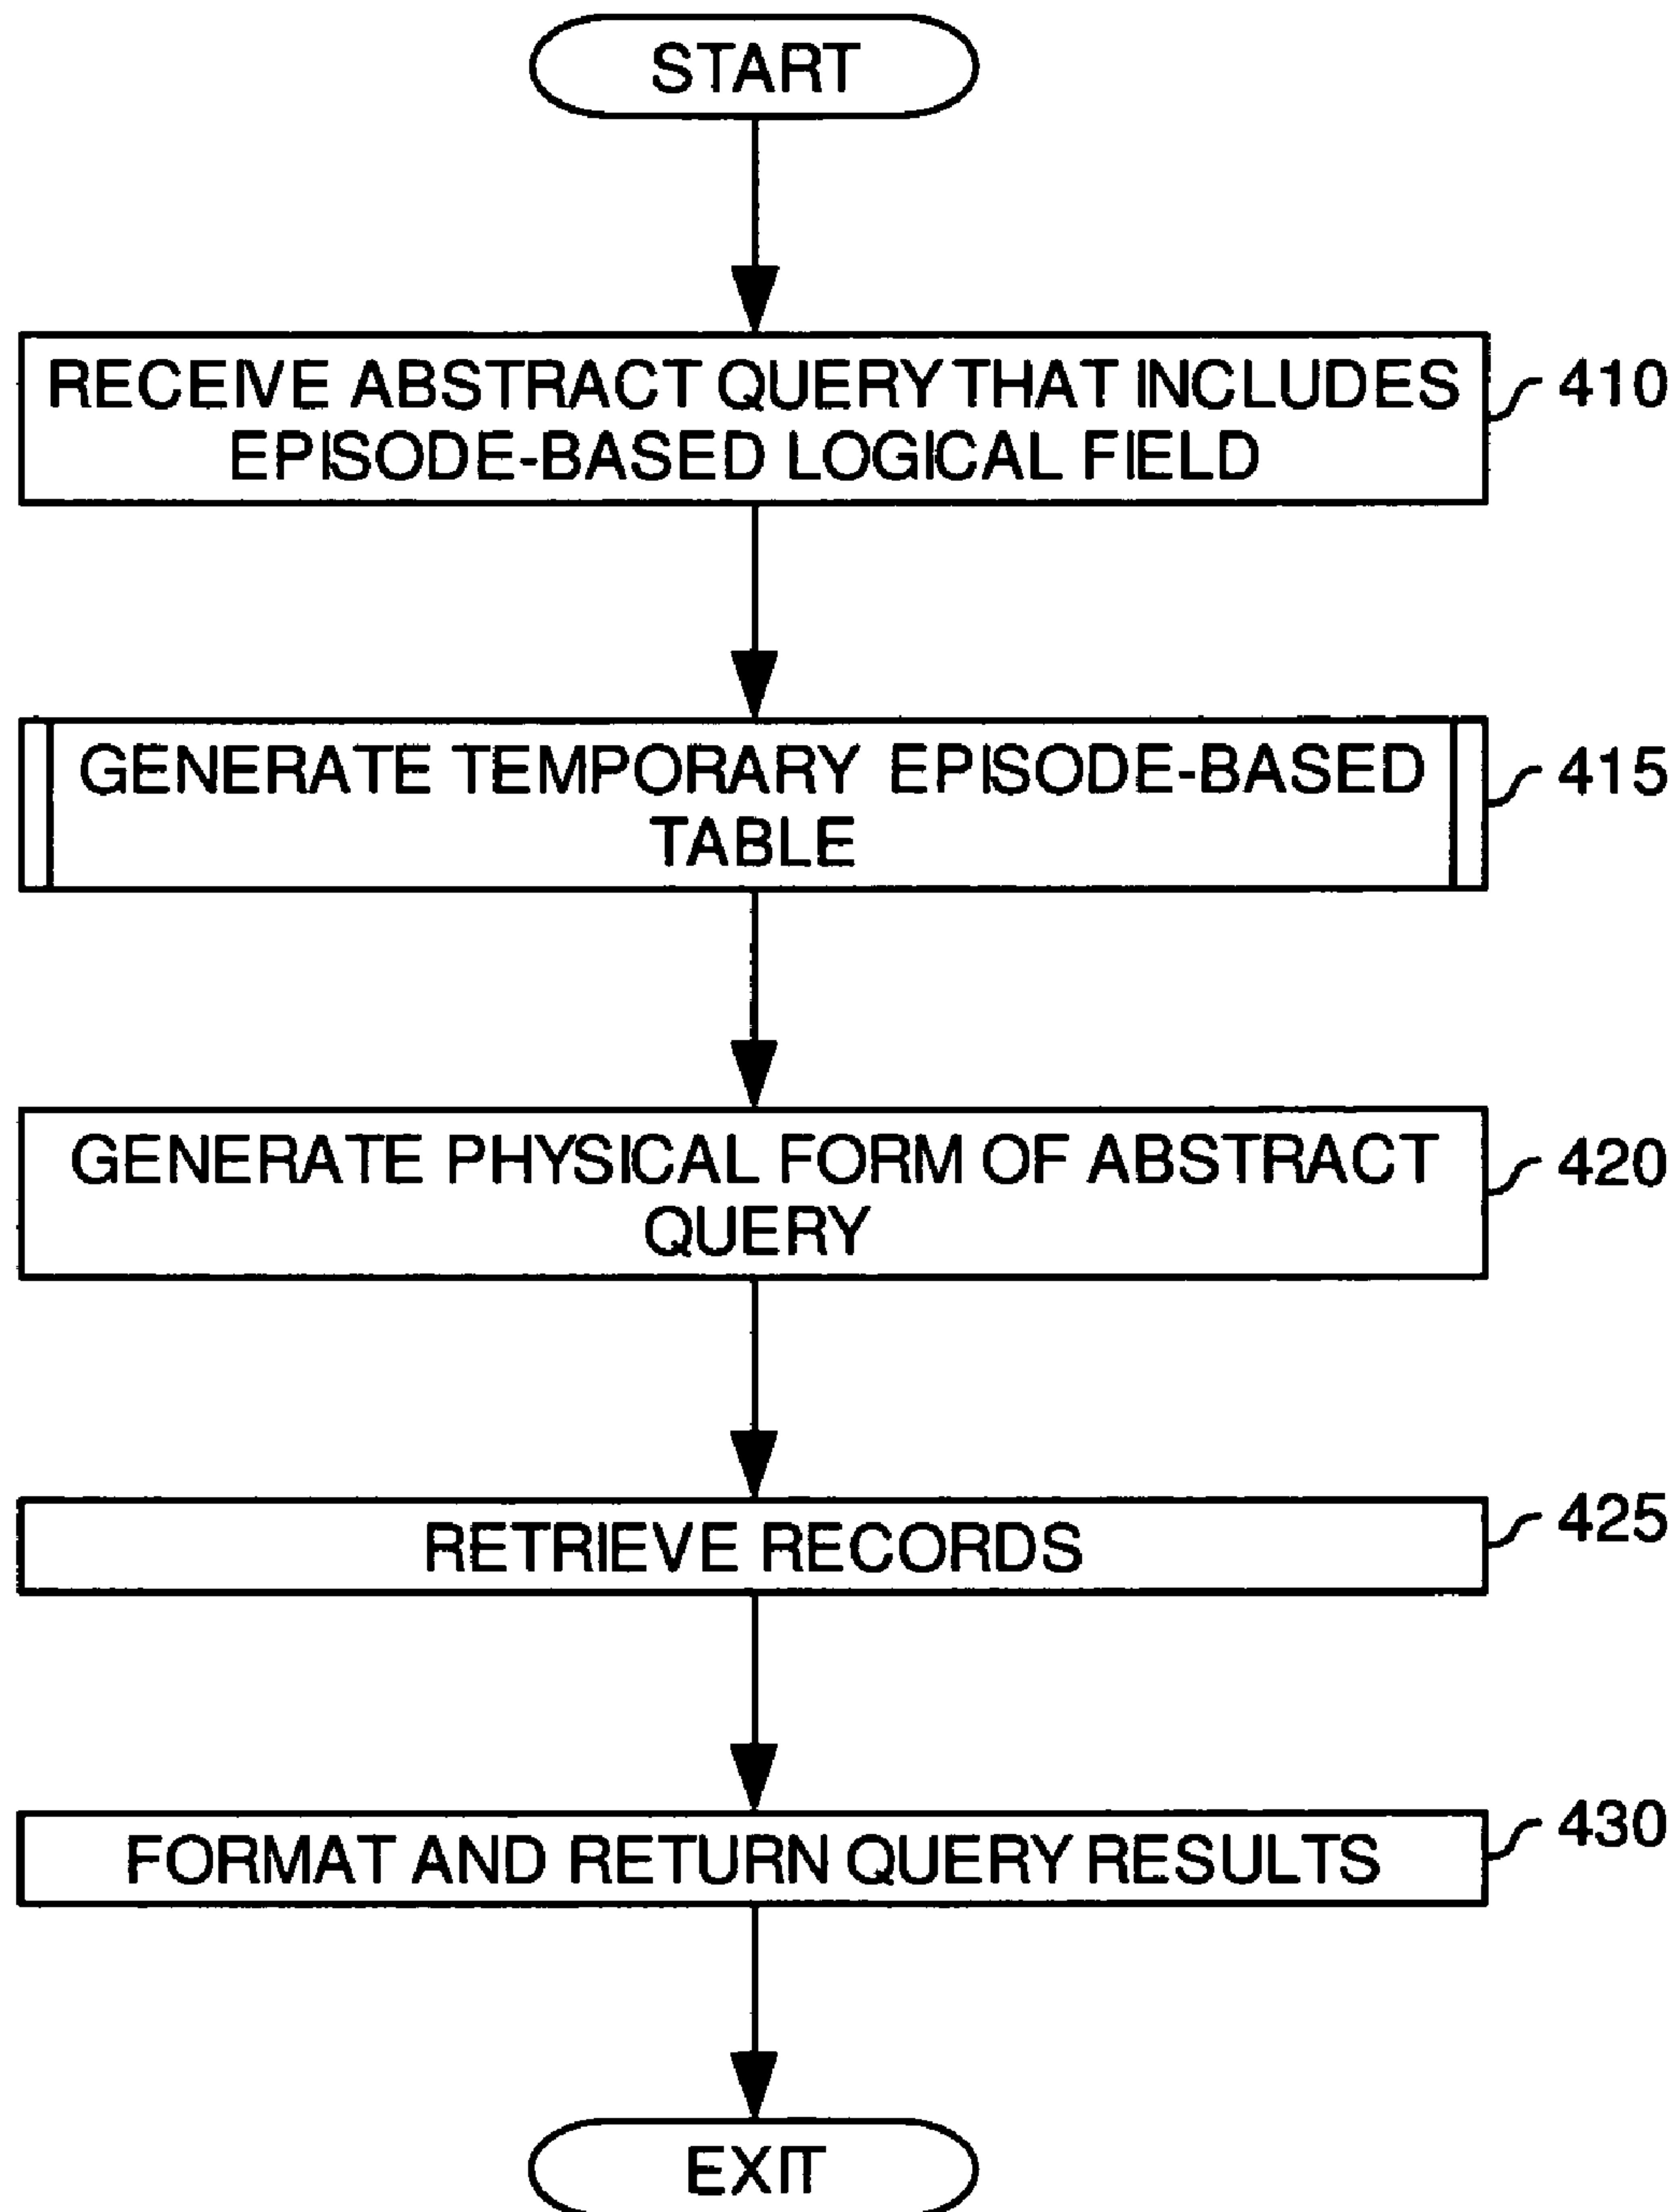 START
RECEIVE ABSTRACT QUERY THAT INCLUDES
EPISODE-BASED LOGICAL FIELD
410
GENERATE TEMPORARY EPISODE-BASED
TABLE
415
GENERATE PHYSICAL FORM OF ABSTRACT
QUERY
420
RETRIEVE RECORDS
425
FORMAT AND RETURN QUERY RESULTS
430
EXIT